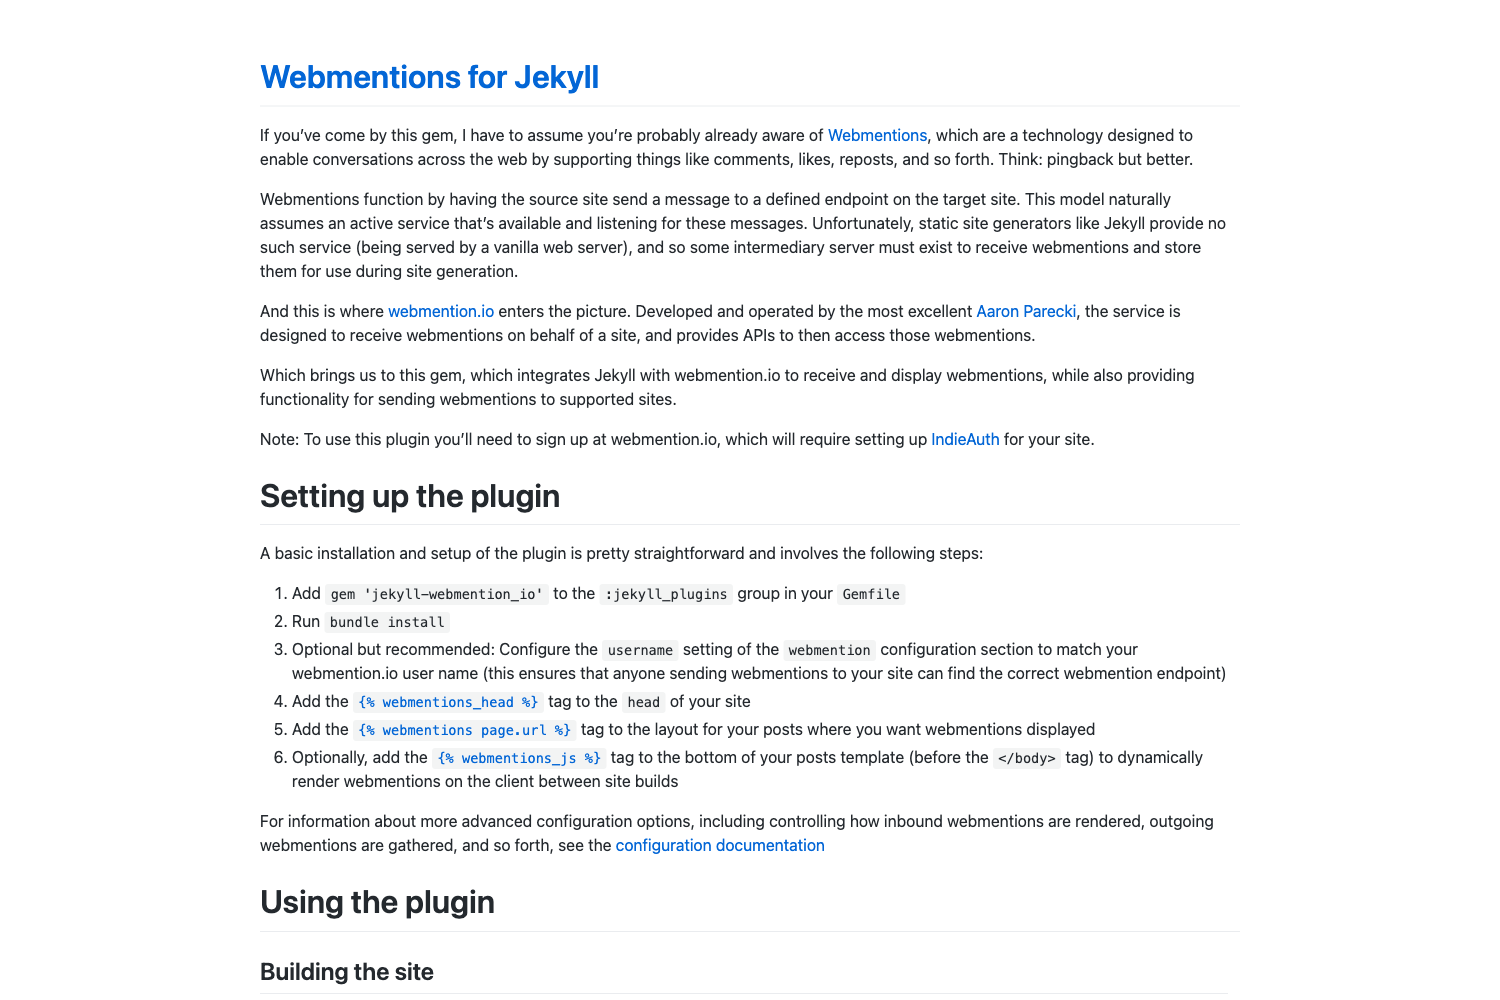 Webmentions for Jekyll
If you’ve come by this gem, I have to assume you’re probably already aware of Webmentions, which are a technology designed to
enable conversations across the web by supporting things like comments, likes, reposts, and so forth. Think: pingback but better.
Webmentions function by having the source site send a message to a defined endpoint on the target site. This model naturally
assumes an active service that’s available and listening for these messages. Unfortunately, static site generators like Jekyll provide no
such service (being served by a vanilla web server), and so some intermediary server must exist to receive webmentions and store
them for use during site generation.
And this is where webmention.io enters the picture. Developed and operated by the most excellent Aaron Parecki, the service is
designed to receive webmentions on behalf of a site, and provides APIs to then access those webmentions.
Which brings us to this gem, which integrates Jekyll with webmention.io to receive and display webmentions, while also providing
functionality for sending webmentions to supported sites.
Note: To use this plugin you’ll need to sign up at webmention.io, which will require setting up IndieAuth for your site.
Setting up the plugin
A basic installation and setup of the plugin is pretty straightforward and involves the following steps:
1. Add gem 'jekyll-webmention_io' to the :jekyll_plugins group in your Gemfile
2. Run bundle install
3. Optional but recommended: Configure the username setting of the webmention configuration section to match your
webmention.io user name (this ensures that anyone sending webmentions to your site can find the correct webmention endpoint)
4. Add the {% webmentions_head %} tag to the head of your site
5. Add the {% webmentions page.url %} tag to the layout for your posts where you want webmentions displayed
6. Optionally, add the {% webmentions_js %} tag to the bottom of your posts template (before the </body> tag) to dynamically
render webmentions on the client between site builds
For information about more advanced configuration options, including controlling how inbound webmentions are rendered, outgoing
webmentions are gathered, and so forth, see the configuration documentation
Using the plugin
Building the site